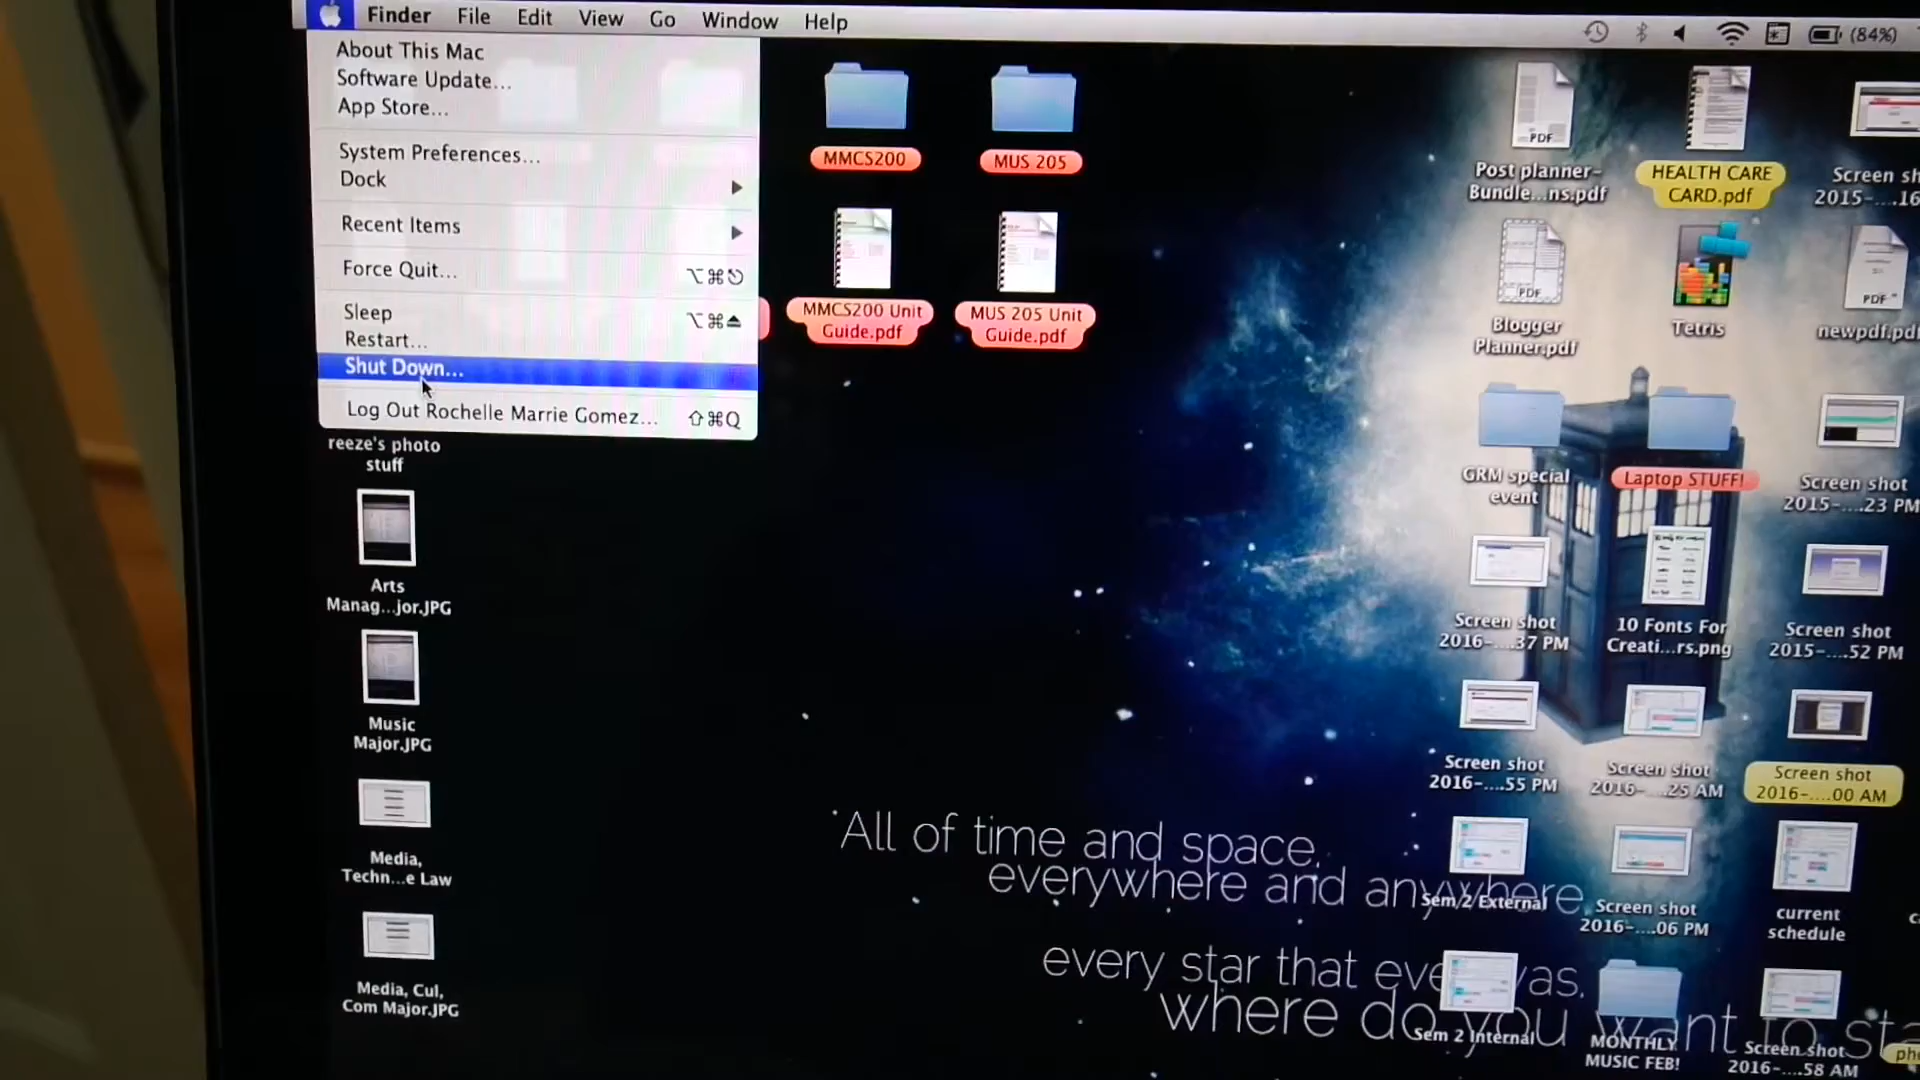 Finder File Edit View Go Window Help
(84%)
About This Mac
Software Update...
App Store...
System Preferences...
Dock
Recent Items
Force Quit... ⌥⌘⎋
Sleep ⌥⌘⏏
Restart...
Shut Down...
Log Out Rochelle Marrie Gomez... ⇧⌘Q
MMCS200
MUS 205
MMCS200 Unit
Guide.pdf
MUS 205 Unit
Guide.pdf
reeze's photo
stuff
Arts
Manag...jor.JPG
Music
Major.JPG
Media,
Techn...e Law
Media, Cul,
Com Major.JPG
PDF
Post planner-
Bundle...ns.pdf
HEALTH CARE
CARD.pdf
Screen sh
2015-....16
PDF
Blogger
Planner.pdf
Tetris
PDF
newpdf.pdf
GRM special
event
Laptop STUFF!
Screen shot
2015-....23 PM
Screen shot
2016-....37 PM
10 Fonts For
Creati...rs.png
Screen shot
2015-....52 PM
Screen shot
2016-....55 PM
Screen shot
2016-....25 AM
Screen shot
2016-....00 AM
Sem 2 External
Screen shot
2016-....06 PM
current
schedule
Sem 2 Internal
MONTHLY
MUSIC FEB!
Screen shot
2016-....58 AM
All of time and space,
everywhere and anywhere,
every star that ever was.
where do you want to sta